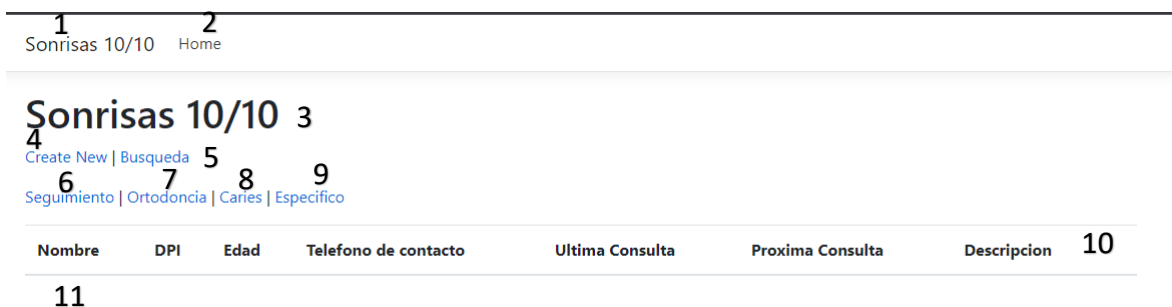 1 2
Sonrisas 10/10 Home
Sonrisas 10/10 3
4
Create New | Busqueda 5
6 7 8 9
Seguimiento | Ortodoncia | Caries | Especifico
Nombre DPI Edad Telefono de contacto Ultima Consulta Proxima Consulta Descripcion 10
11